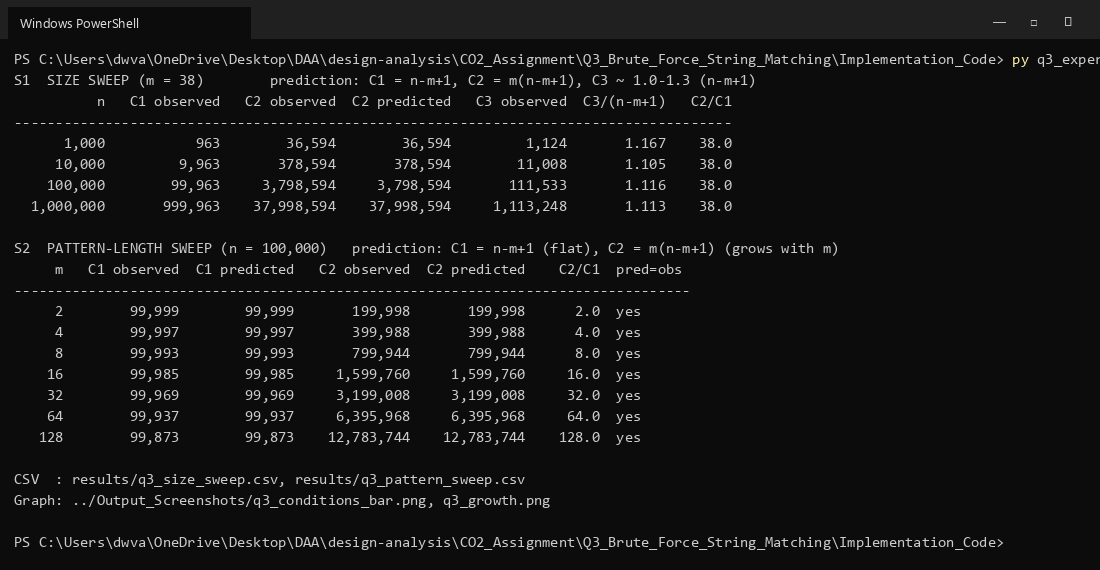 Windows PowerShell
PS C:\Users\dwva\OneDrive\Desktop\DAA\design-analysis\CO2_Assignment\Q3_Brute_Force_String_Matching\Implementation_Code> py q3_exper
S1  SIZE SWEEP (m = 38)        prediction: C1 = n-m+1, C2 = m(n-m+1), C3 ~ 1.0-1.3 (n-m+1)
          n   C1 observed   C2 observed  C2 predicted   C3 observed  C3/(n-m+1)   C2/C1
---------------------------------------------------------------------------------------
      1,000           963        36,594        36,594         1,124       1.167    38.0
     10,000         9,963       378,594       378,594        11,008       1.105    38.0
    100,000        99,963     3,798,594     3,798,594       111,533       1.116    38.0
  1,000,000       999,963    37,998,594    37,998,594     1,113,248       1.113    38.0
S2  PATTERN-LENGTH SWEEP (n = 100,000)   prediction: C1 = n-m+1 (flat), C2 = m(n-m+1) (grows with m)
     m   C1 observed  C1 predicted   C2 observed  C2 predicted    C2/C1  pred=obs
----------------------------------------------------------------------------------
     2        99,999        99,999       199,998       199,998      2.0  yes
     4        99,997        99,997       399,988       399,988      4.0  yes
     8        99,993        99,993       799,944       799,944      8.0  yes
    16        99,985        99,985     1,599,760     1,599,760     16.0  yes
    32        99,969        99,969     3,199,008     3,199,008     32.0  yes
    64        99,937        99,937     6,395,968     6,395,968     64.0  yes
   128        99,873        99,873    12,783,744    12,783,744    128.0  yes
CSV  : results/q3_size_sweep.csv, results/q3_pattern_sweep.csv
Graph: ../Output_Screenshots/q3_conditions_bar.png, q3_growth.png
PS C:\Users\dwva\OneDrive\Desktop\DAA\design-analysis\CO2_Assignment\Q3_Brute_Force_String_Matching\Implementation_Code>